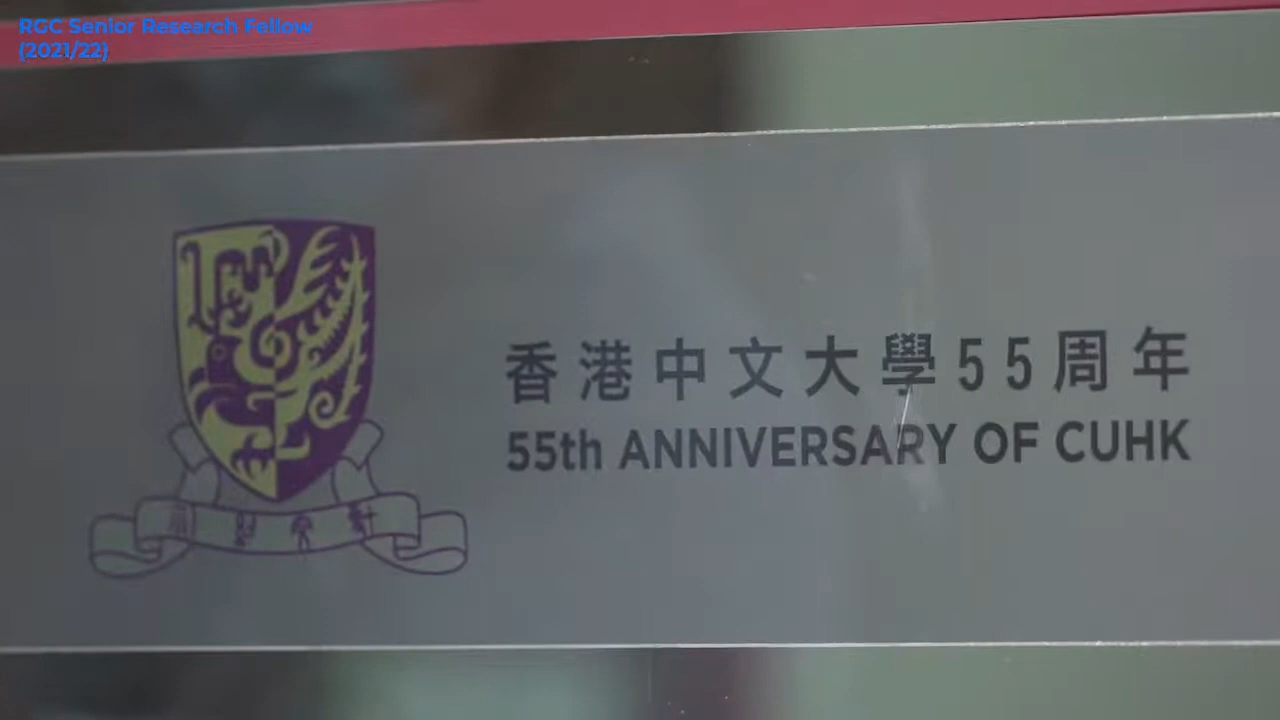 RGC Senior Research Fellow
(2021/22)
香港中文大學55周年
55th ANNIVERSARY OF CUHK